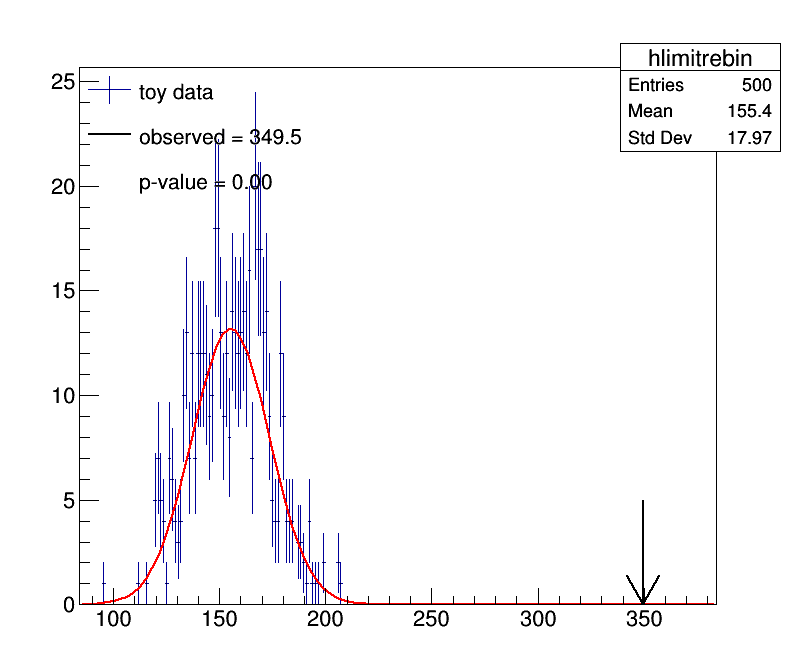 hlimitrebin
Entries 500
Mean 155.4
Std Dev 17.97
toy data
observed = 349.5
p-value = 0.00
25
20
15
10
5
0
100 150 200 250 300 350